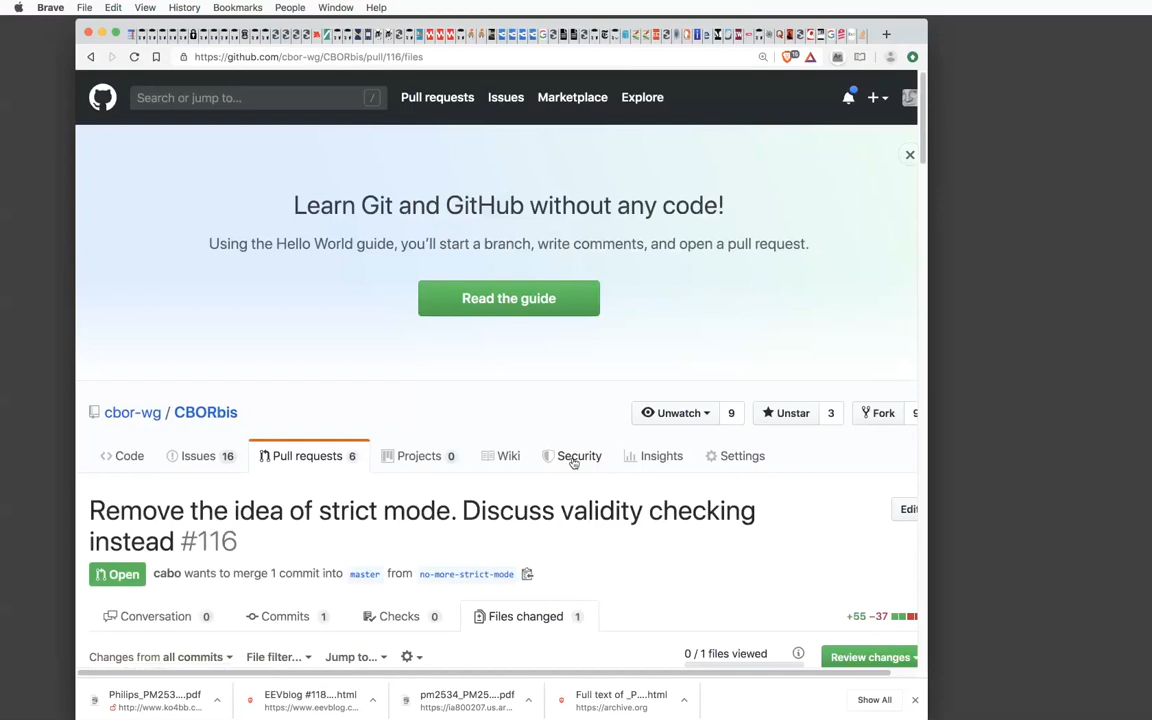 Brave File Edit View History Bookmarks People Window Help
https://github.com/cbor-wg/CBORbis/pull/116/files
Search or jump to... / Pull requests Issues Marketplace Explore
Learn Git and GitHub without any code!
Using the Hello World guide, you'll start a branch, write comments, and open a pull request.
Read the guide
cbor-wg / CBORbis Unwatch 9 Unstar 3 Fork
Code Issues 16 Pull requests 6 Projects 0 Wiki Security Insights Settings
Remove the idea of strict mode. Discuss validity checking
instead #116
Edit
Open cabo wants to merge 1 commit into master from no-more-strict-mode
Conversation 0 Commits 1 Checks 0 Files changed 1 +55 −37
Changes from all commits File filter... Jump to... 0 / 1 files viewed Review changes
Philips_PM253....pdf EEVblog #118....html pm2534_PM25....pdf Full text of _P....html Show All
http://www.ko4bb.c... https://www.eevblog.c... https://ia800207.us.ar... https://archive.org